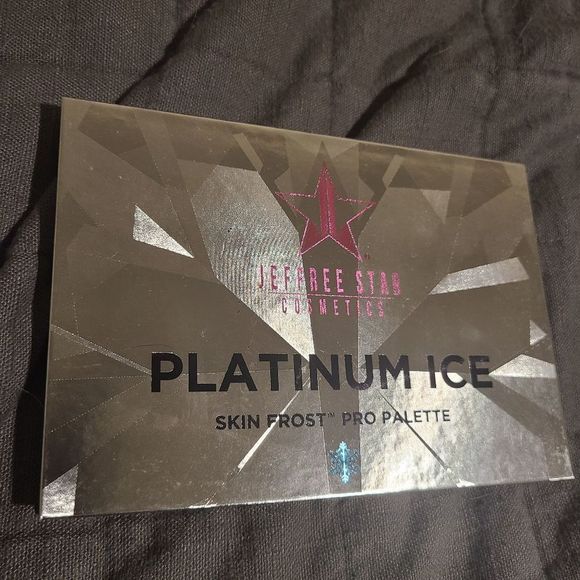 JEFFREE STAR
COSMETICS
PLATINUM ICE
SKIN FROST™ PRO PALETTE